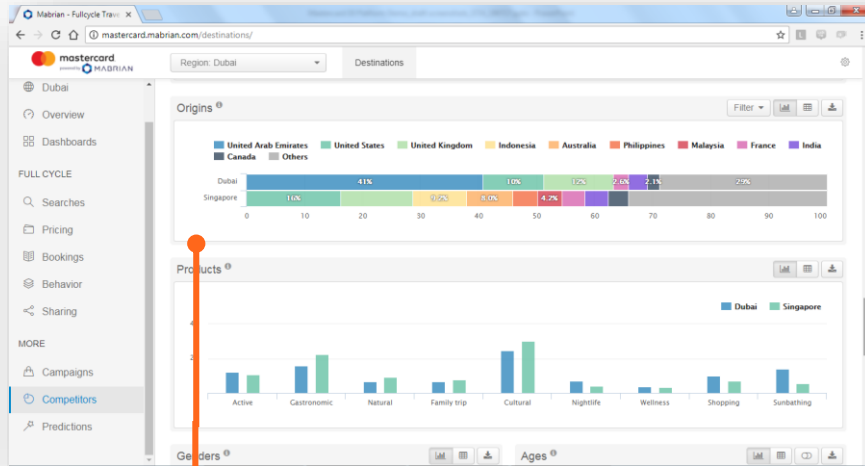 Mabrian - Fullcycle Trave
mastercard.mabrian.com/destinations/
mastercard
MABRIAN
Region: Dubai
Destinations
Dubai
Overview
Dashboards
FULL CYCLE
Searches
Pricing
Bookings
Behavior
Sharing
MORE
Campaigns
Competitors
Predictions
Origins
Filter
United Arab Emirates United States United Kingdom Indonesia Australia Philippines Malaysia France India
Canada Others
Dubai 41% 10% 12% 2.6% 2.1% 29%
Singapore 16% 9.2% 8.0% 4.2%
0 10 20 30 40 50 60 70 80 90 100
Products
Dubai Singapore
4
2
Active Gastronomic Natural Family trip Cultural Nightlife Wellness Shopping Sunbathing
Genders
Ages